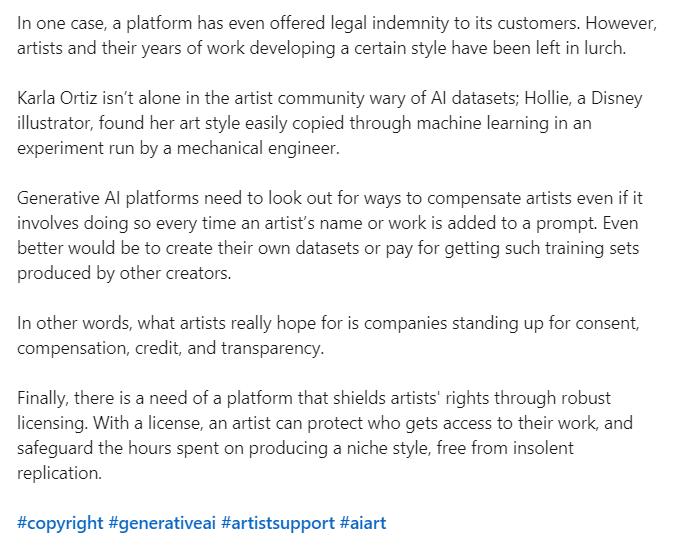 In one case, a platform has even offered legal indemnity to its customers. However,
artists and their years of work developing a certain style have been left in lurch.
Karla Ortiz isn't alone in the artist community wary of AI datasets; Hollie, a Disney
illustrator, found her art style easily copied through machine learning in an
experiment run by a mechanical engineer.
Generative AI platforms need to look out for ways to compensate artists even if it
involves doing so every time an artist's name or work is added to a prompt. Even
better would be to create their own datasets or pay for getting such training sets
produced by other creators.
In other words, what artists really hope for is companies standing up for consent,
compensation, credit, and transparency.
Finally, there is a need of a platform that shields artists' rights through robust
licensing. With a license, an artist can protect who gets access to their work, and
safeguard the hours spent on producing a niche style, free from insolent
replication.
#copyright #generativeai #artistsupport #aiart